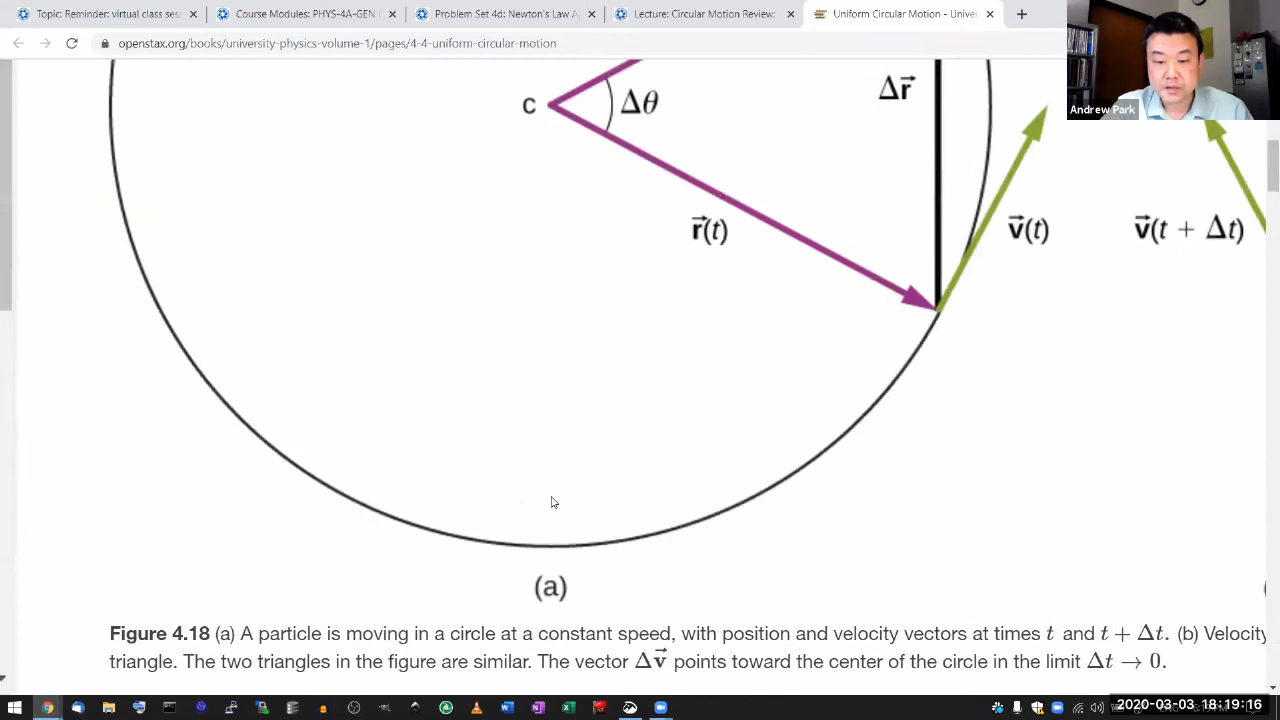 Topic: Reminder: virtual class ses
Course Modules: PHYS-4A-GEN
Problem Set 4d: Newton's Law A
Lecture: Circular Motion Review:
Uniform Circular Motion - Unive
openstax.org/books/university-physics-volume-1/pages/4-4-uniform-circular-motion
Andrew Park
C
Δθ
Δr⃗
r⃗(t)
v⃗(t)
v⃗(t + Δt)
(a)
Figure 4.18 (a) A particle is moving in a circle at a constant speed, with position and velocity vectors at times t and t + Δt. (b) Velocity
triangle. The two triangles in the figure are similar. The vector Δv⃗ points toward the center of the circle in the limit Δt → 0.
2020-03-03 18:19:16